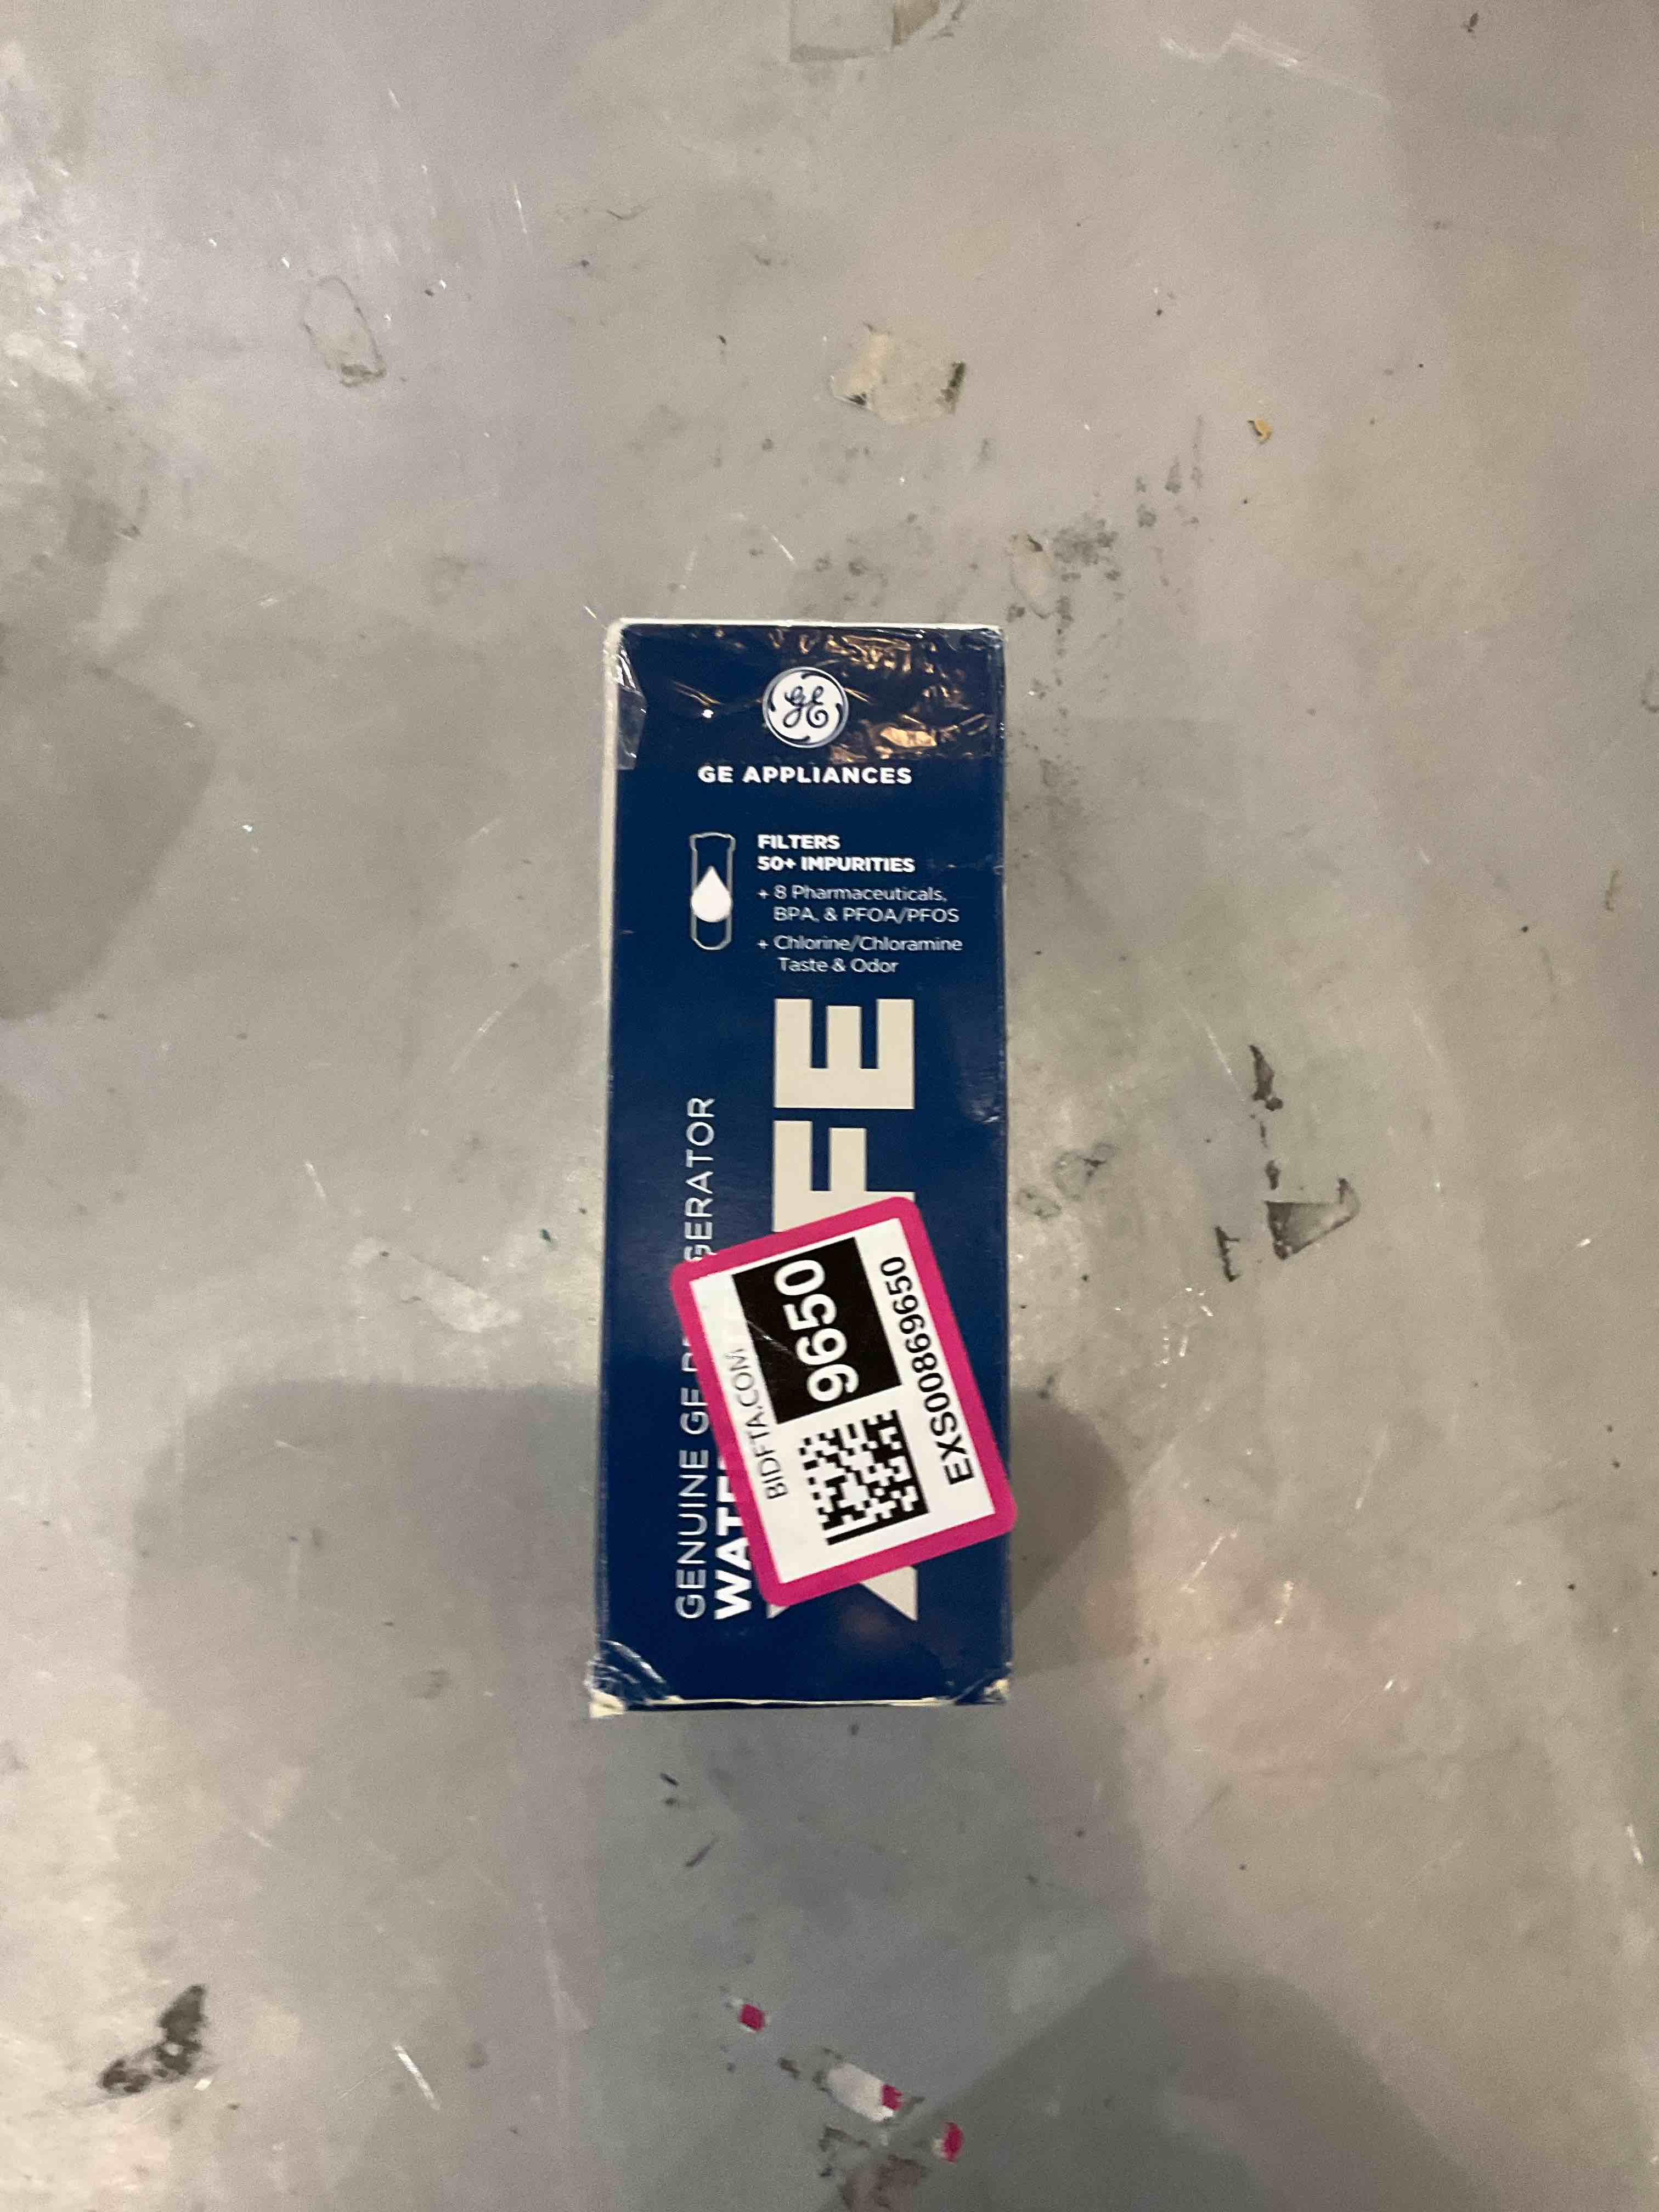 GE
GE APPLIANCES
FILTERS
50+ IMPURITIES
+ 8 Pharmaceuticals,
BPA, & PFOA/PFOS
+ Chlorine/Chloramine
Taste & Odor
GENUINE GE
GERATOR
WATE
FE
BIDFTA.COM
9650
EXS00869650